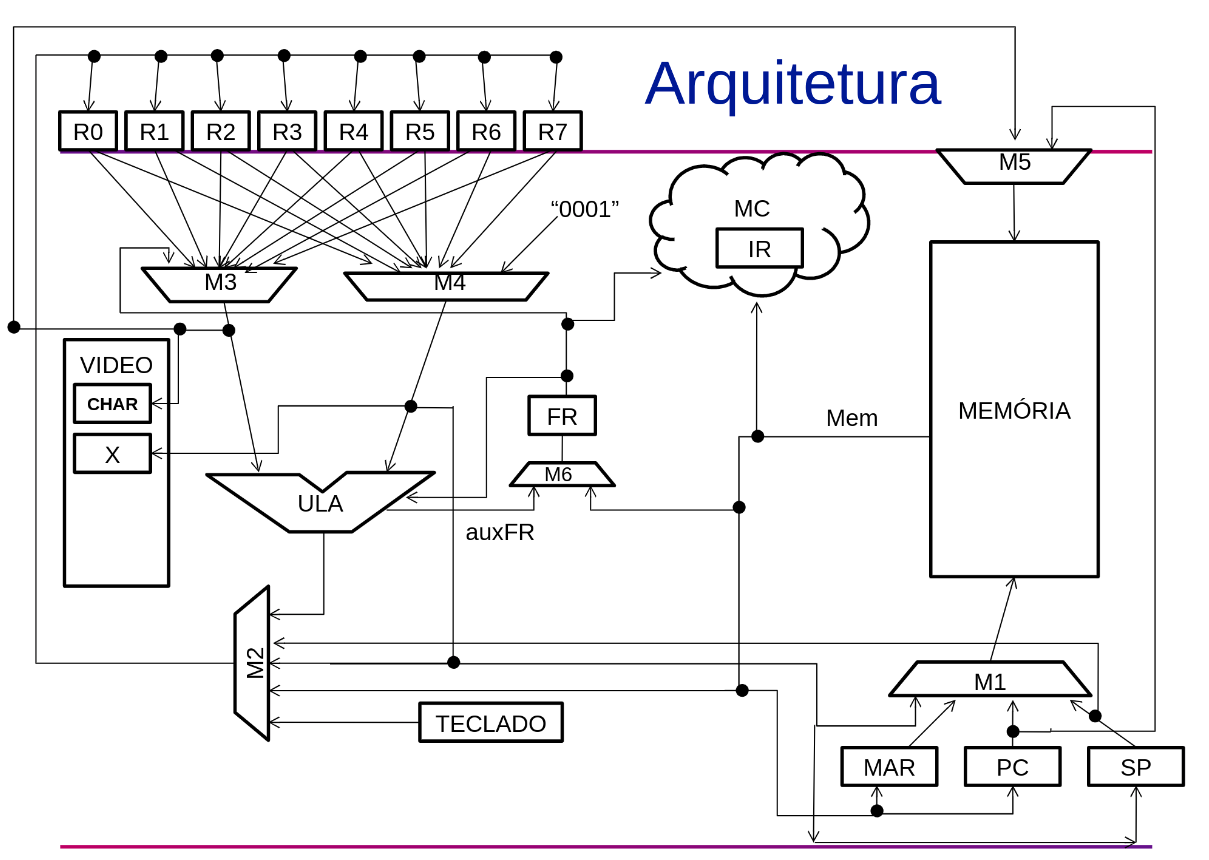 Arquitetura
R0 R1 R2 R3 R4 R5 R6 R7
M5
“0001”
MC
IR
M3
M4
VIDEO
CHAR
X
FR
Mem
MEMÓRIA
M6
ULA
auxFR
M2
M1
TECLADO
MAR
PC
SP